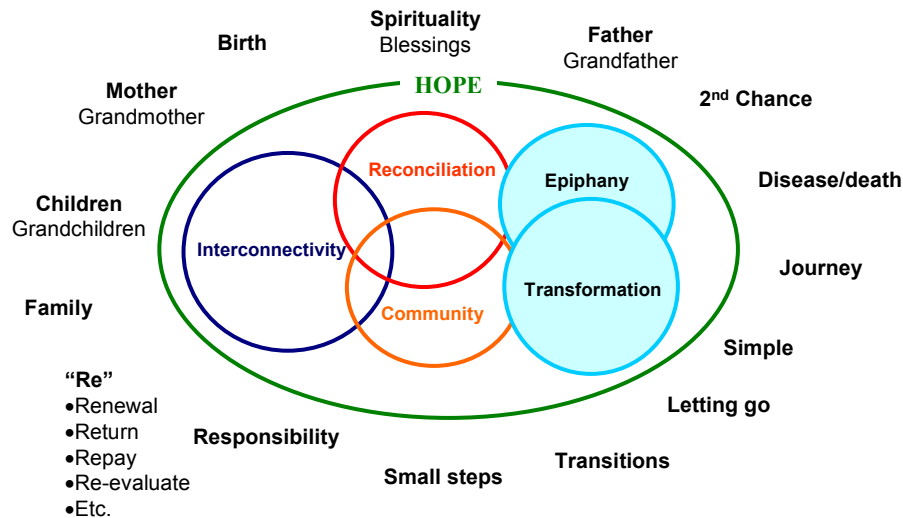 Spirituality
Blessings
Birth
Father
Grandfather
HOPE
Mother
Grandmother
2nd Chance
Reconciliation
Epiphany
Disease/death
Children
Grandchildren
Interconnectivity
Journey
Transformation
Family
Community
Simple
“Re”
•Renewal
•Return
•Repay
•Re-evaluate
•Etc.
Letting go
Responsibility
Transitions
Small steps